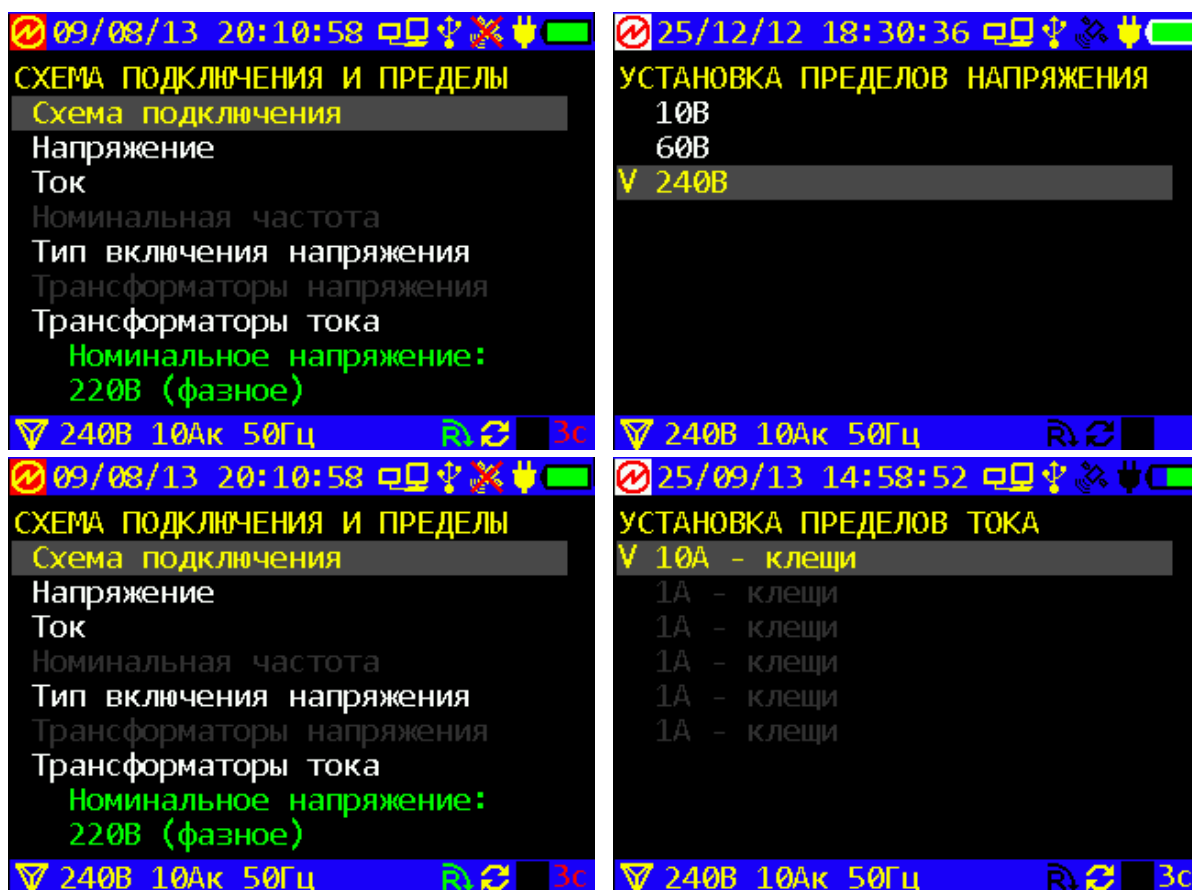 09/08/13 20:10:58
СХЕМА ПОДКЛЮЧЕНИЯ И ПРЕДЕЛЫ
Схема подключения
Напряжение
Ток
Номинальная частота
Тип включения напряжения
Трансформаторы напряжения
Трансформаторы тока
Номинальное напряжение:
220В (фазное)
240В 10Ак 50Гц R 3с
25/12/12 18:30:36
УСТАНОВКА ПРЕДЕЛОВ НАПРЯЖЕНИЯ
10В
60В
V 240В
240В 10Ак 50Гц R
09/08/13 20:10:58
СХЕМА ПОДКЛЮЧЕНИЯ И ПРЕДЕЛЫ
Схема подключения
Напряжение
Ток
Номинальная частота
Тип включения напряжения
Трансформаторы напряжения
Трансформаторы тока
Номинальное напряжение:
220В (фазное)
240В 10Ак 50Гц R 3с
25/09/13 14:58:52
УСТАНОВКА ПРЕДЕЛОВ ТОКА
V 10А - клещи
1А - клещи
1А - клещи
1А - клещи
1А - клещи
1А - клещи
240В 10Ак 50Гц R 3с